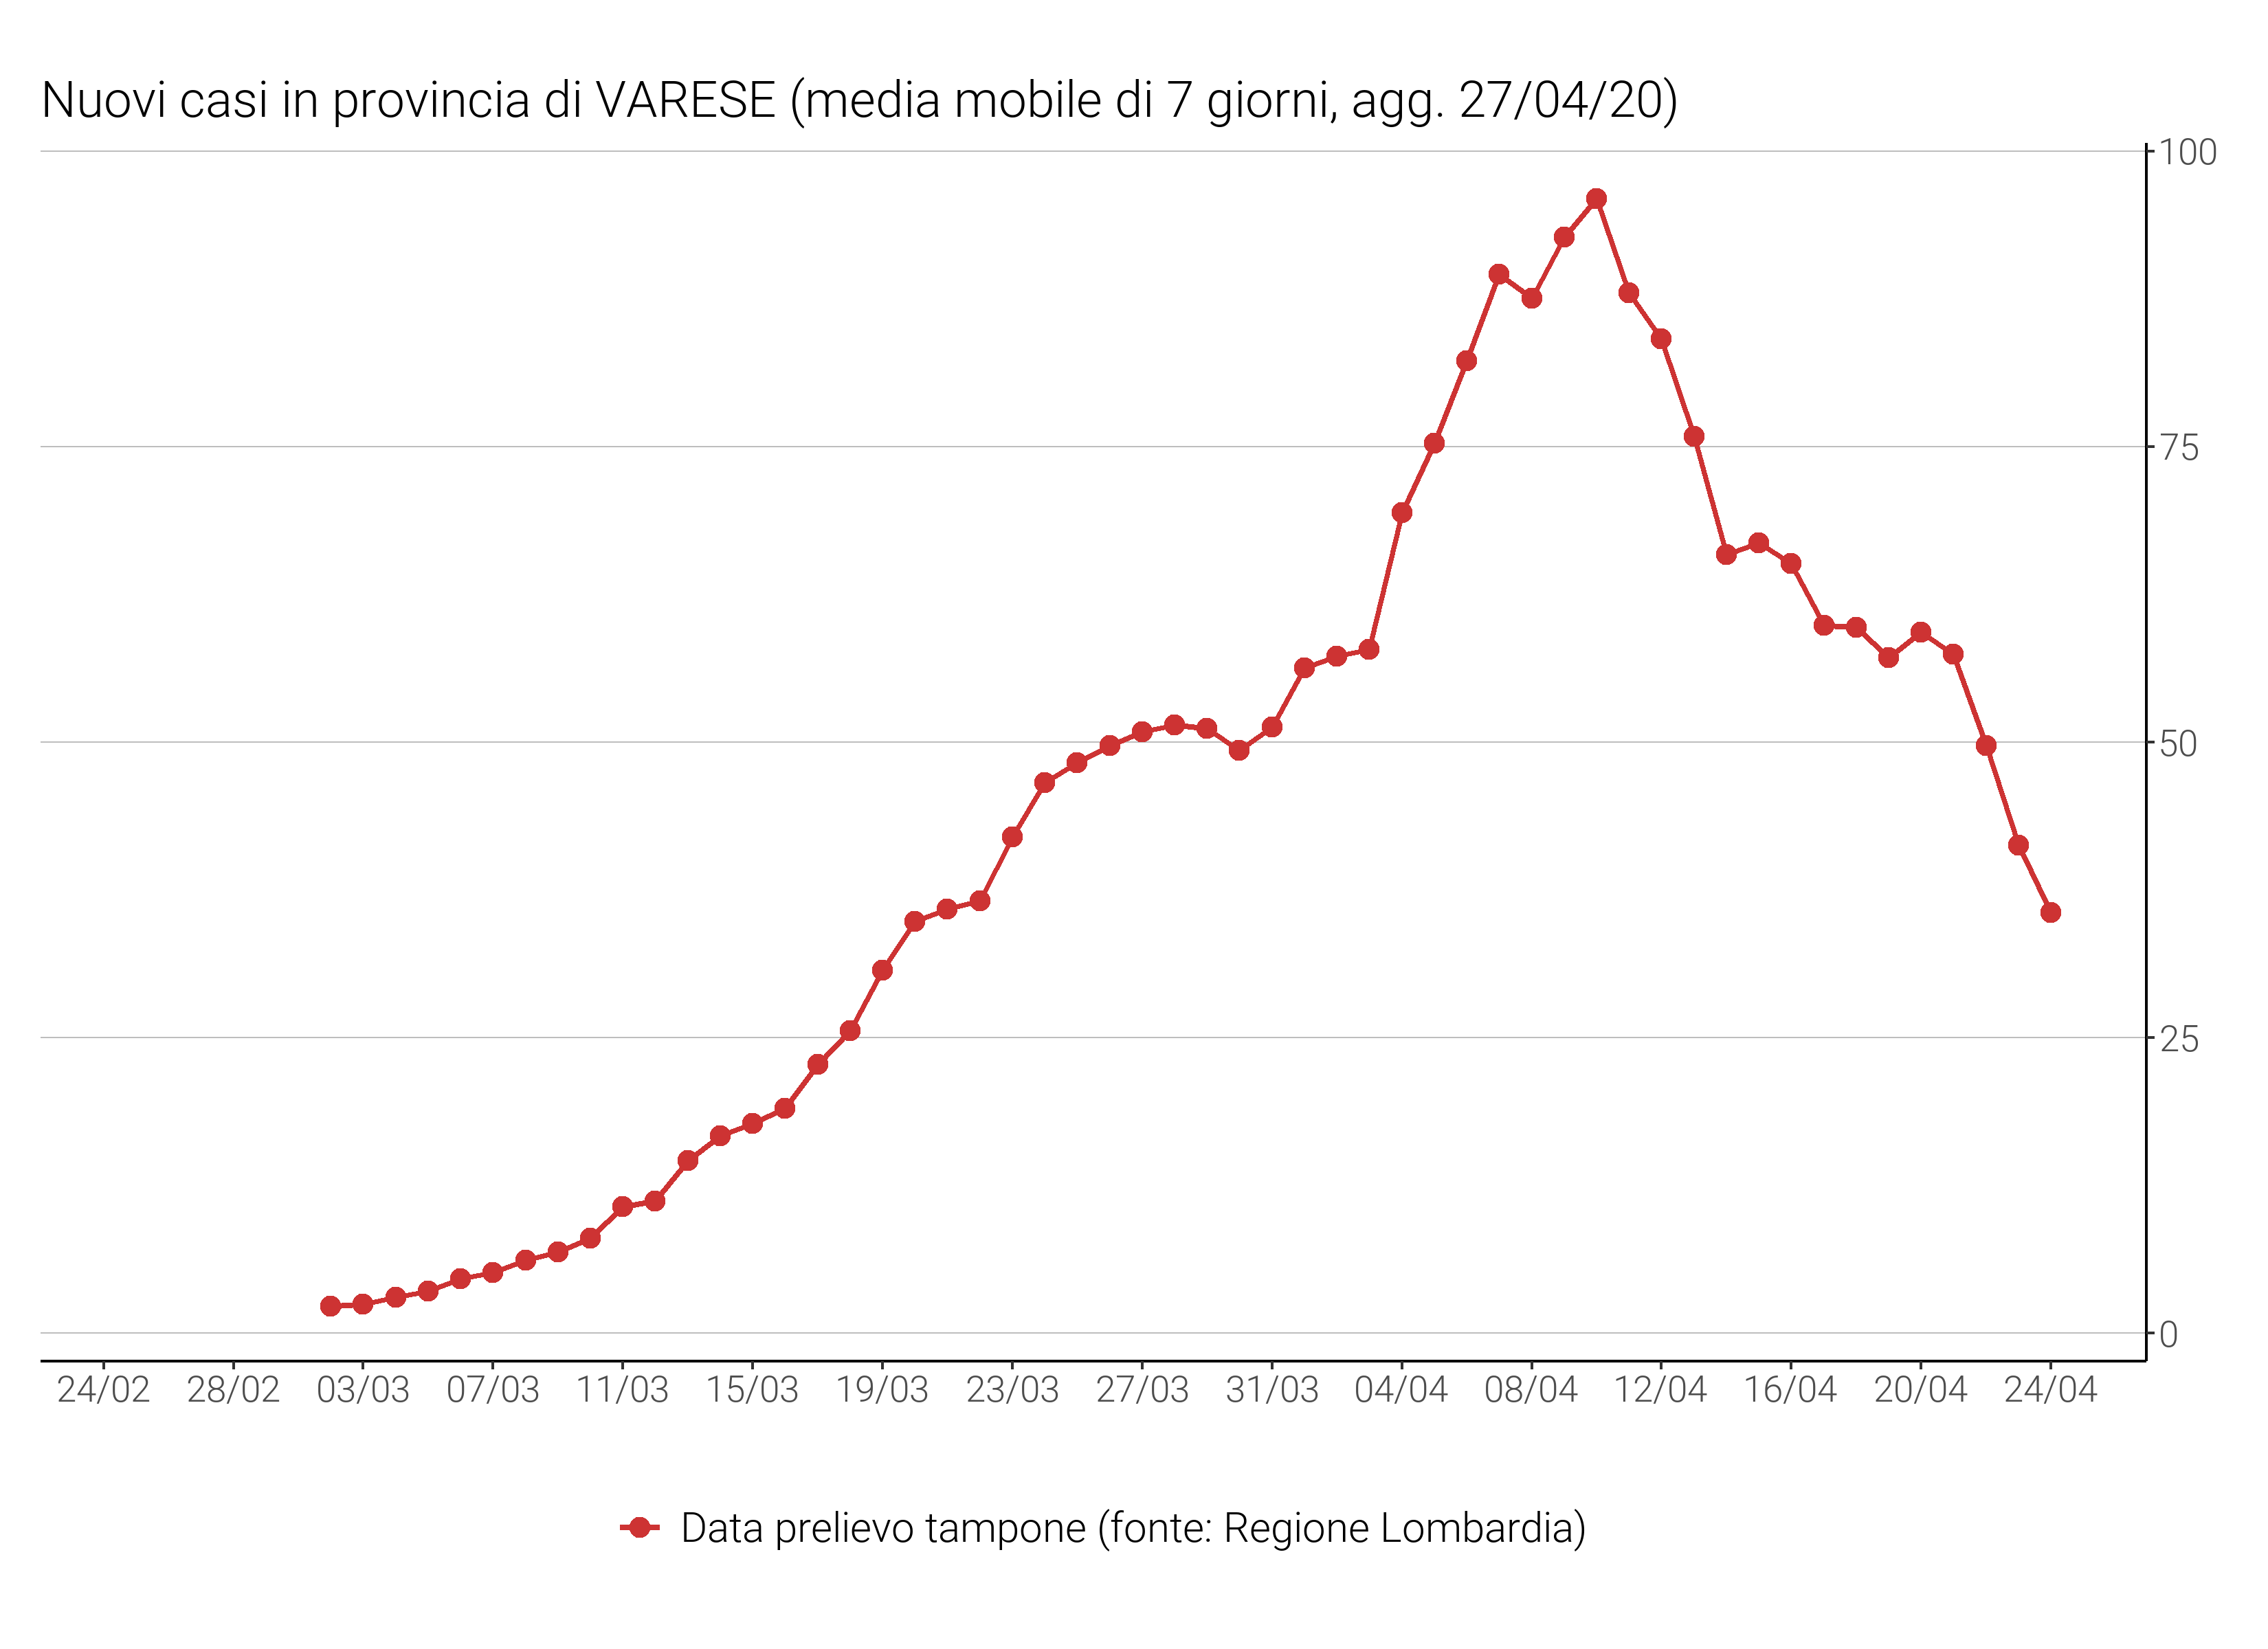 Nuovi casi in provincia di VARESE (media mobile di 7 giorni, agg. 27/04/20)
100
75
50
25
0
24/02 28/02 03/03 07/03 11/03 15/03 19/03 23/03 27/03 31/03 04/04 08/04 12/04 16/04 20/04 24/04
Data prelievo tampone (fonte: Regione Lombardia)